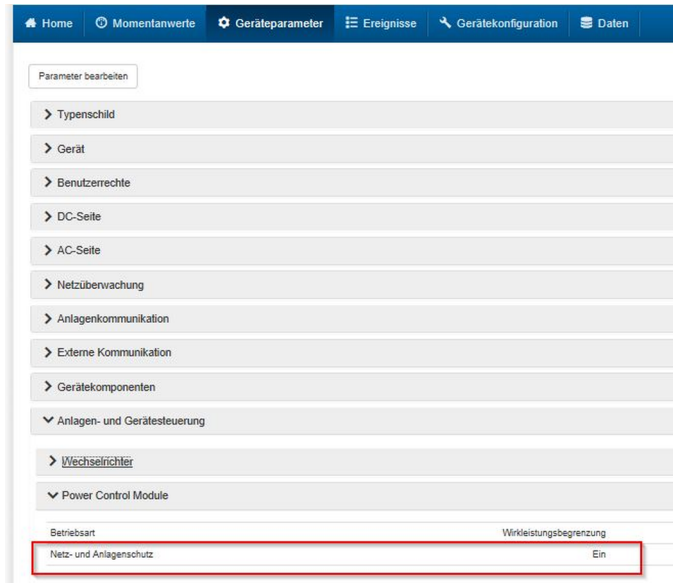 Home Momentanwerte Geräteparameter Ereignisse Gerätekonfiguration Daten
Parameter bearbeiten
Typenschild
Gerät
Benutzerrechte
DC-Seite
AC-Seite
Netzüberwachung
Anlagenkommunikation
Externe Kommunikation
Gerätekomponenten
Anlagen- und Gerätesteuerung
Wechselrichter
Power Control Module
Betriebsart Wirkleistungsbegrenzung
Netz- und Anlagenschutz Ein